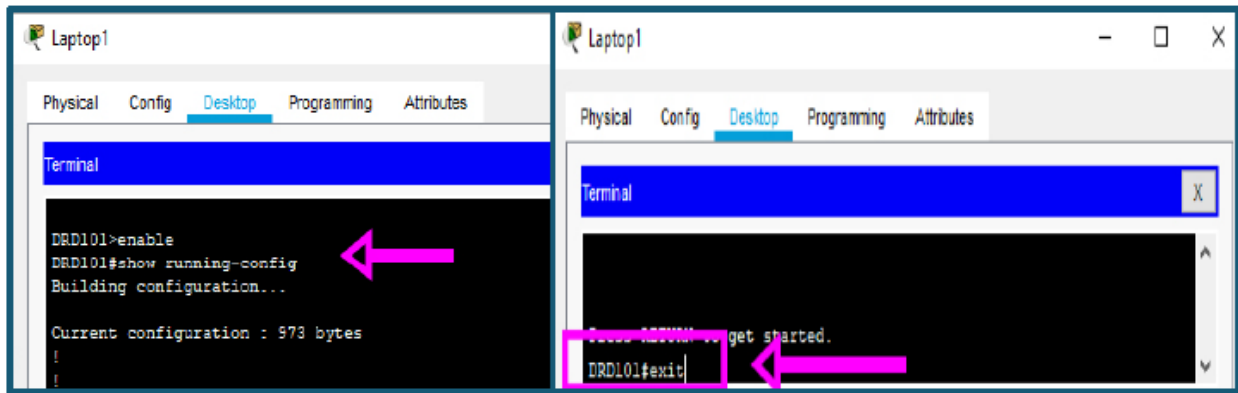 Laptop1
Physical Config Desktop Programming Attributes
Terminal
DRD101>enable
DRD101#show running-config
Building configuration...
Current configuration : 973 bytes
!
!
Laptop1
Physical Config Desktop Programming Attributes
Terminal
X
get started.
DRD101#exit